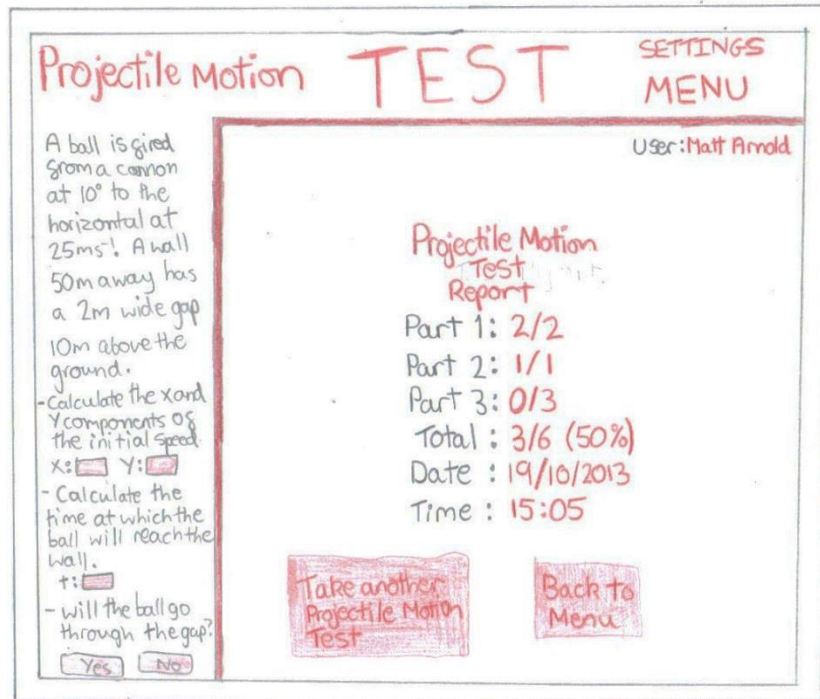 Projectile Motion TEST SETTINGS
MENU
User: Matt Arnold
A ball is gired
grom a cannon
at 10° to the
horizontal at
25ms⁻¹. A wall
50m away has
a 2m wide gap
10m above the
ground.
- Calculate the x and
Y components og
the initial speed
X: Y:
- Calculate the
time at which the
ball will reach the
wall.
t:
- will the ball go
through the gap?
Yes No
Projectile Motion
Test
Report
Part 1: 2/2
Part 2: 1/1
Part 3: 0/3
Total : 3/6 (50%)
Date : 19/10/2013
Time : 15:05
Take another
Projectile Motion
Test
Back to
Menu